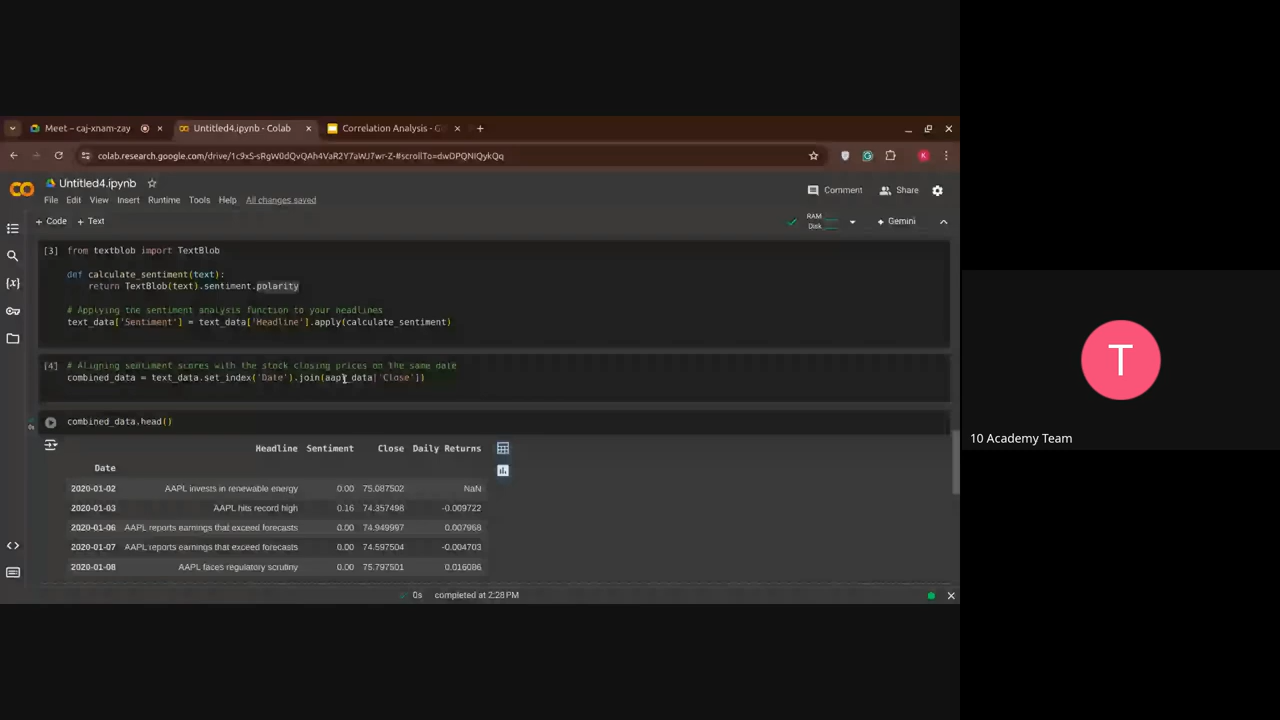 Meet – caj-xnam-zay
Untitled4.ipynb - Colab
Correlation Analysis - G
colab.research.google.com/drive/1c9xS-sRgW0dQvQAh4VaR2Y7aWJ7wr-Z-#scrollTo=dwDPQNIQykQq
K
Untitled4.ipynb
File Edit View Insert Runtime Tools Help All changes saved
Comment
Share
+ Code + Text
RAM
Disk
Gemini
[3] from textblob import TextBlob
def calculate_sentiment(text):
return TextBlob(text).sentiment.polarity
# Applying the sentiment analysis function to your headlines
text_data['Sentiment'] = text_data['Headline'].apply(calculate_sentiment)
[4] # Aligning sentiment scores with the stock closing prices on the same date
combined_data = text_data.set_index('Date').join(aapl_data['Close'])
0s
combined_data.head()
Headline Sentiment Close Daily Returns
Date
2020-01-02 AAPL invests in renewable energy 0.00 75.087502 NaN
2020-01-03 AAPL hits record high 0.16 74.357498 -0.009722
2020-01-06 AAPL reports earnings that exceed forecasts 0.00 74.949997 0.007968
2020-01-07 AAPL reports earnings that exceed forecasts 0.00 74.597504 -0.004703
2020-01-08 AAPL faces regulatory scrutiny 0.00 75.797501 0.016086
0s completed at 2:28 PM
T
10 Academy Team